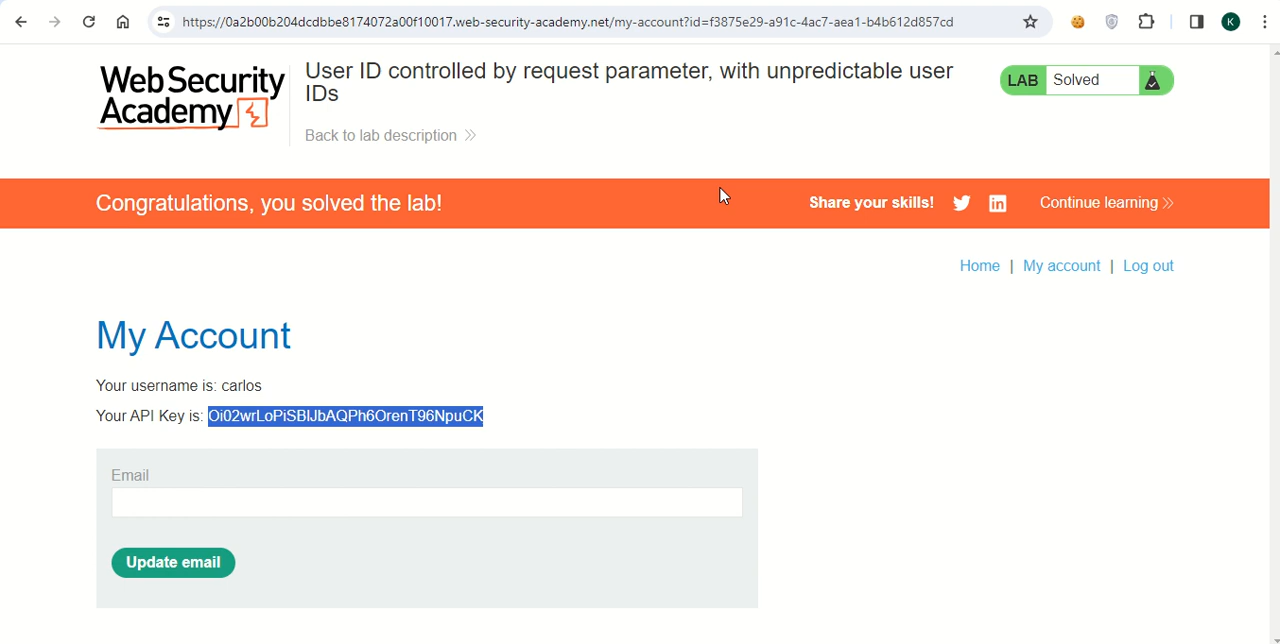 https://0a2b00b204dcdbbe8174072a00f10017.web-security-academy.net/my-account?id=f3875e29-a91c-4ac7-aea1-b4b612d857cd
K
WebSecurity
Academy
User ID controlled by request parameter, with unpredictable user
IDs
Back to lab description
LAB Solved
Congratulations, you solved the lab!
Share your skills!
in
Continue learning
Home | My account | Log out
My Account
Your username is: carlos
Your API Key is: Oi02wrLoPiSBlJbAQPh6OrenT96NpuCK
Email
Update email